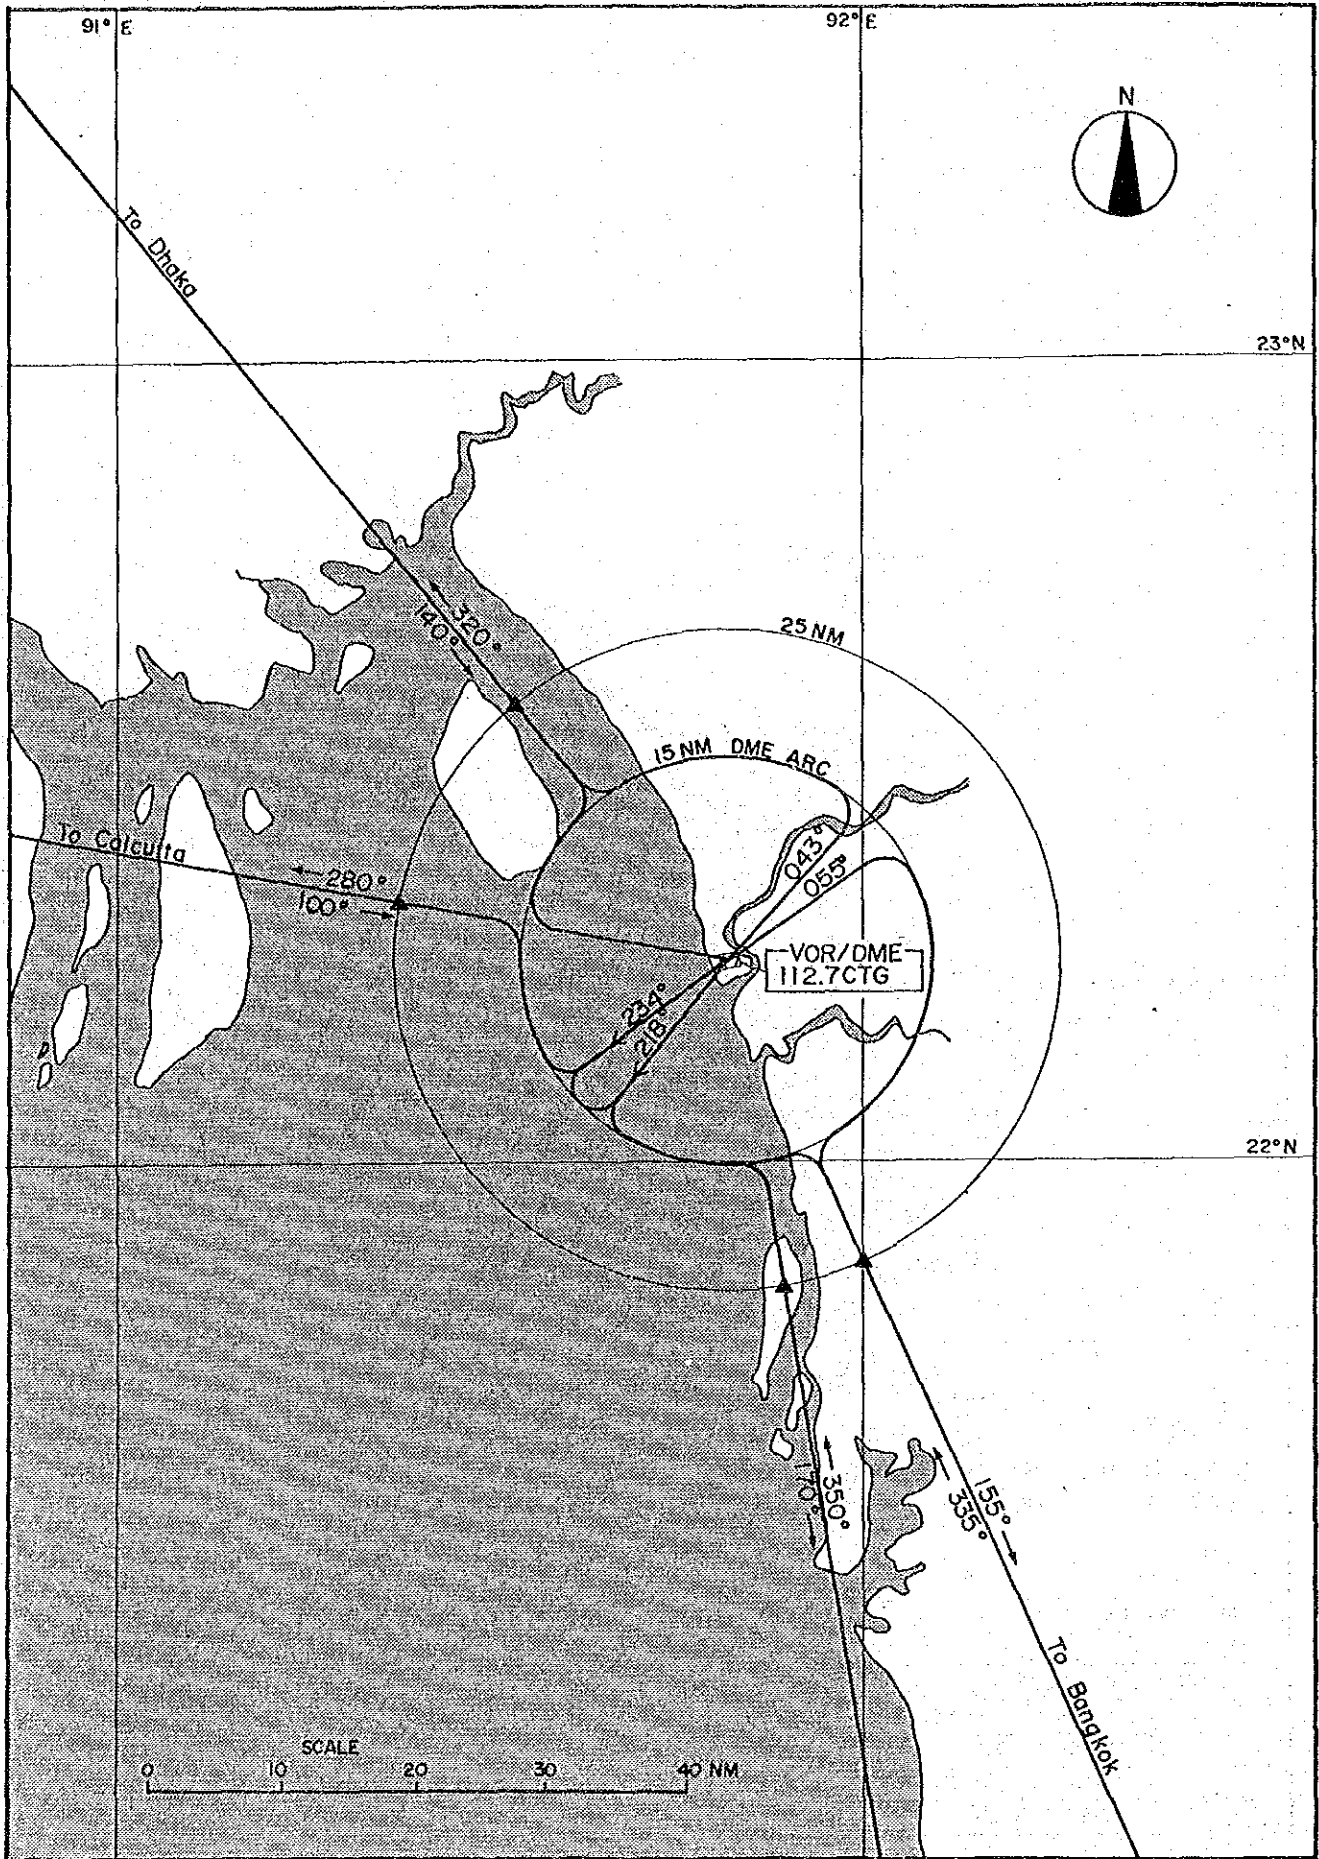 91° E
92° E
N
To Dhaka
23° N
320°
140°
25 NM
15 NM DME ARC
043°
055°
To Calcutta
280°
100°
VOR/DME
112.7CTG
234°
218°
22° N
170°
350°
155°
335°
To Bangkok
SCALE
0 10 20 30 40 NM